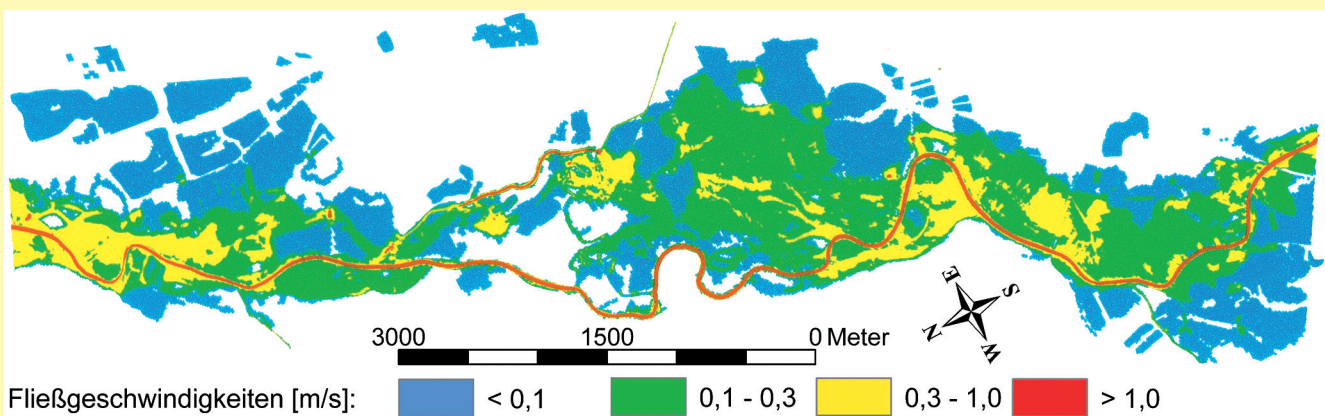 E
S
N
W
3000 1500 0 Meter
Fließgeschwindigkeiten [m/s]: < 0,1 0,1 - 0,3 0,3 - 1,0 > 1,0